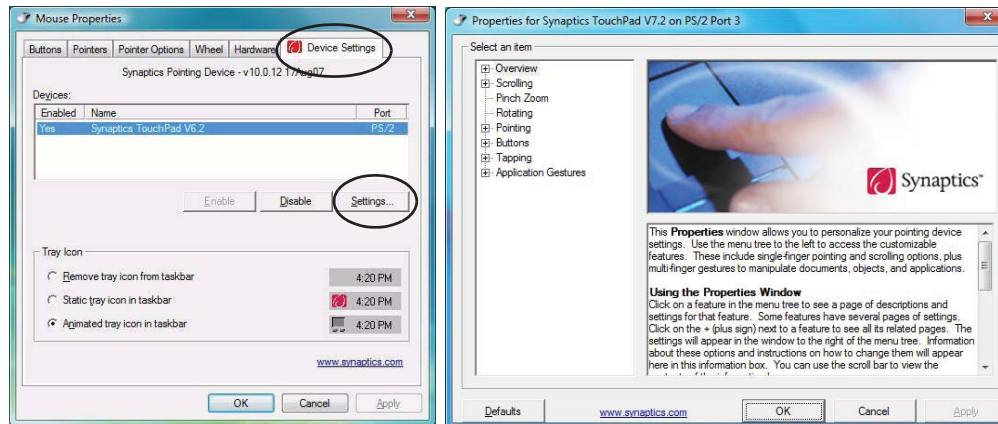 Mouse Properties
Buttons Pointers Pointer Options Wheel Hardware Device Settings
Synaptics Pointing Device - v10.0.12 17Aug07
Devices:
Enabled Name Port
Yes Synaptics TouchPad V6.2 PS/2
Enable Disable Settings...
Tray Icon
Remove tray icon from taskbar 4:20 PM
Static tray icon in taskbar 4:20 PM
Animated tray icon in taskbar 4:20 PM
www.synaptics.com
OK Cancel Apply
Properties for Synaptics TouchPad V7.2 on PS/2 Port 3
Select an item
Overview
Scrolling
Pinch Zoom
Rotating
Pointing
Buttons
Tapping
Application Gestures
Synaptics™
This Properties window allows you to personalize your pointing device
settings. Use the menu tree to the left to access the customizable
features. These include single-finger pointing and scrolling options, plus
multi-finger gestures to manipulate documents, objects, and applications.
Using the Properties Window
Click on a feature in the menu tree to see a page of descriptions and
settings for that feature. Some features have several pages of settings.
Click on the + (plus sign) next to a feature to see all its related pages. The
settings will appear in the window to the right of the menu tree. Information
about these options and instructions on how to change them will appear
here in this information box. You can use the scroll bar to view the
Defaults www.synaptics.com OK Cancel Apply